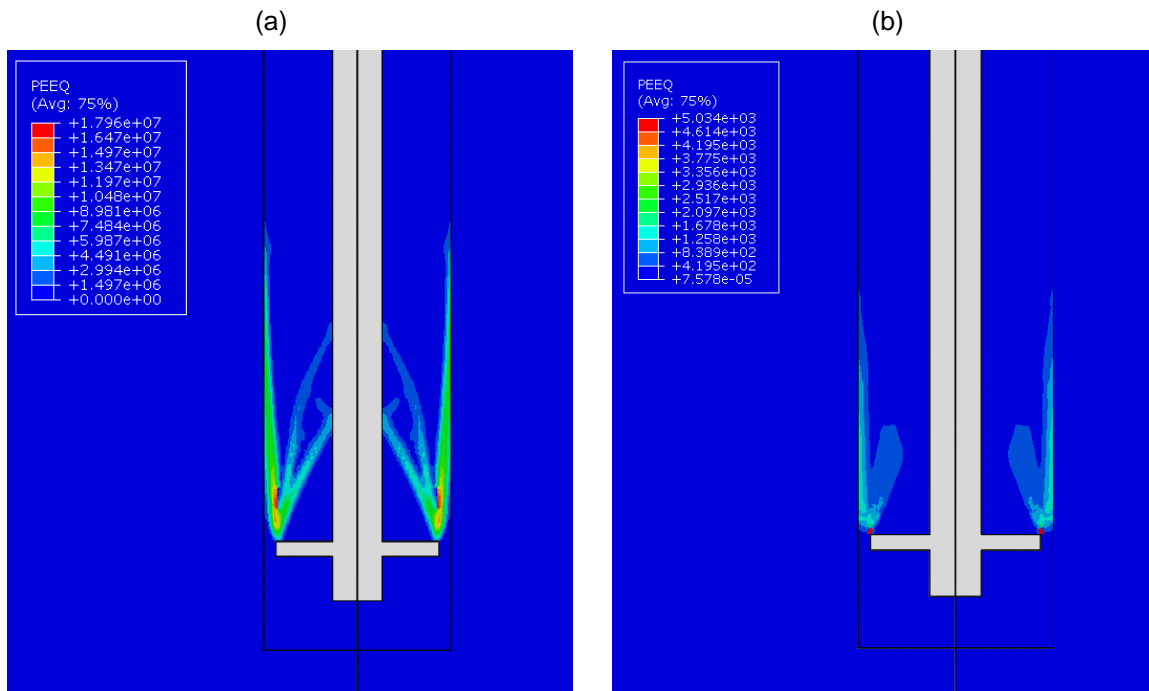 (a)
PEEQ
(Avg: 75%)
+1.796e+07
+1.647e+07
+1.497e+07
+1.347e+07
+1.197e+07
+1.048e+07
+8.981e+06
+7.484e+06
+5.987e+06
+4.491e+06
+2.994e+06
+1.497e+06
+0.000e+00
(b)
PEEQ
(Avg: 75%)
+5.034e+03
+4.614e+03
+4.195e+03
+3.775e+03
+3.356e+03
+2.936e+03
+2.517e+03
+2.097e+03
+1.678e+03
+1.258e+03
+8.389e+02
+4.195e+02
+7.578e-05